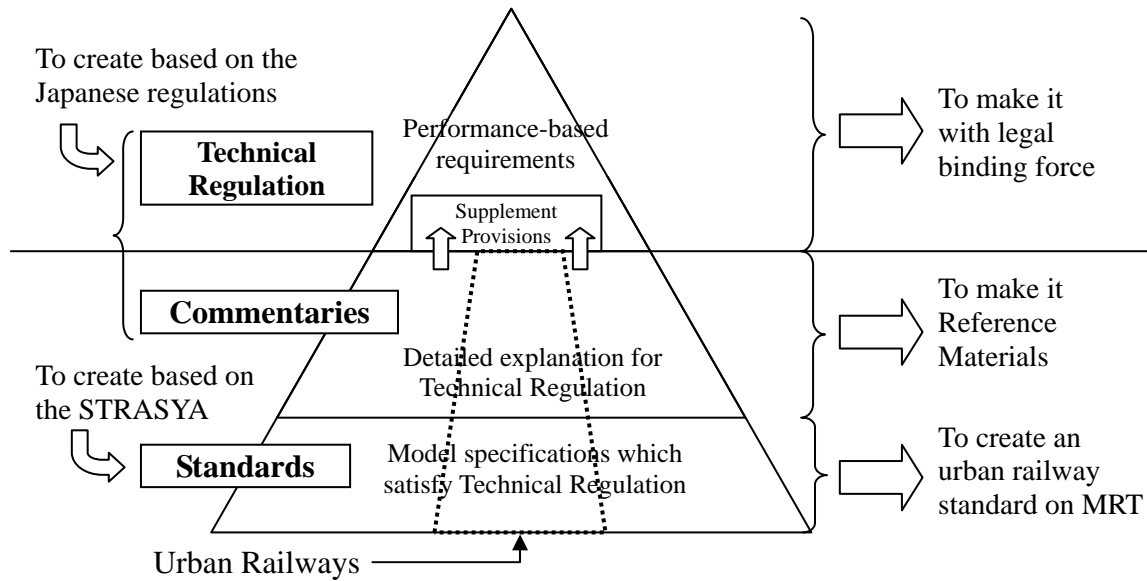 To create based on the
Japanese regulations
Technical
Regulation
Performance-based
requirements
Supplement
Provisions
To make it
with legal
binding force
Commentaries
Detailed explanation for
Technical Regulation
To make it
Reference
Materials
To create based on
the STRASYA
Standards
Model specifications which
satisfy Technical Regulation
To create an
urban railway
standard on MRT
Urban Railways